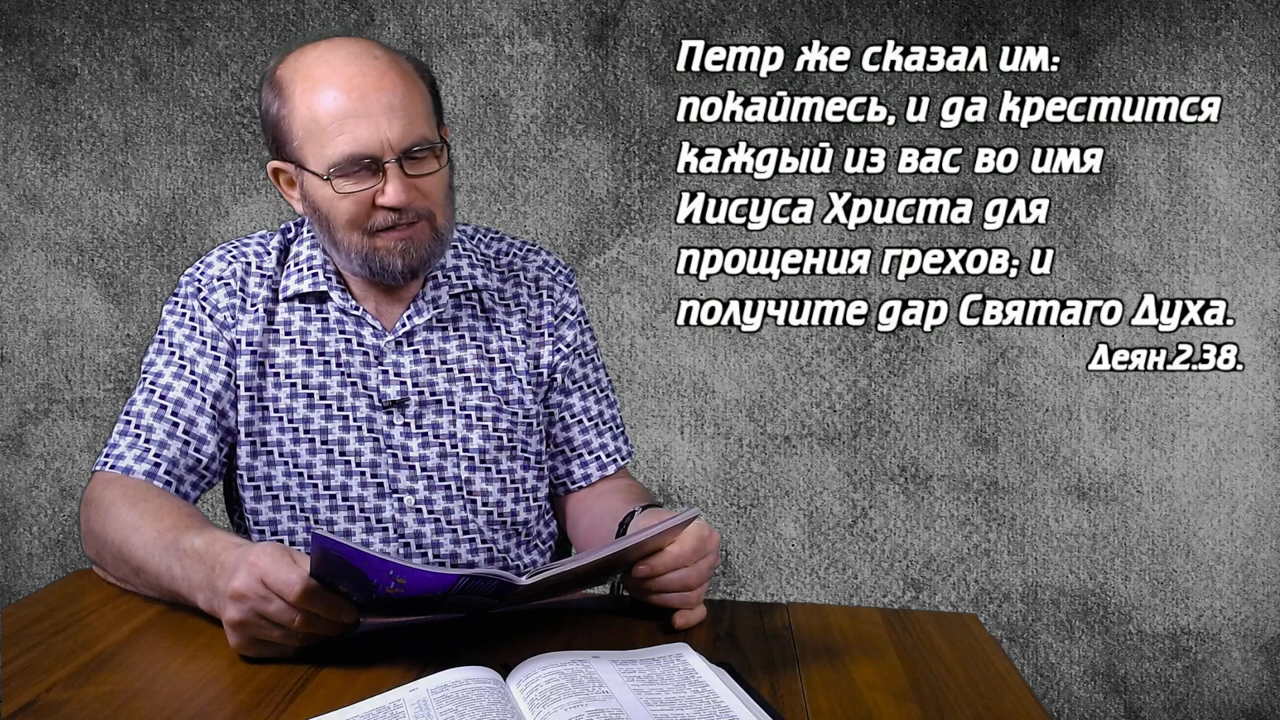 Петр же сказал им:
покайтесь, и да крестится
каждый из вас во имя
Иисуса Христа для
прощения грехов; и
получите дар Святаго Духа.
Деян.2.38.